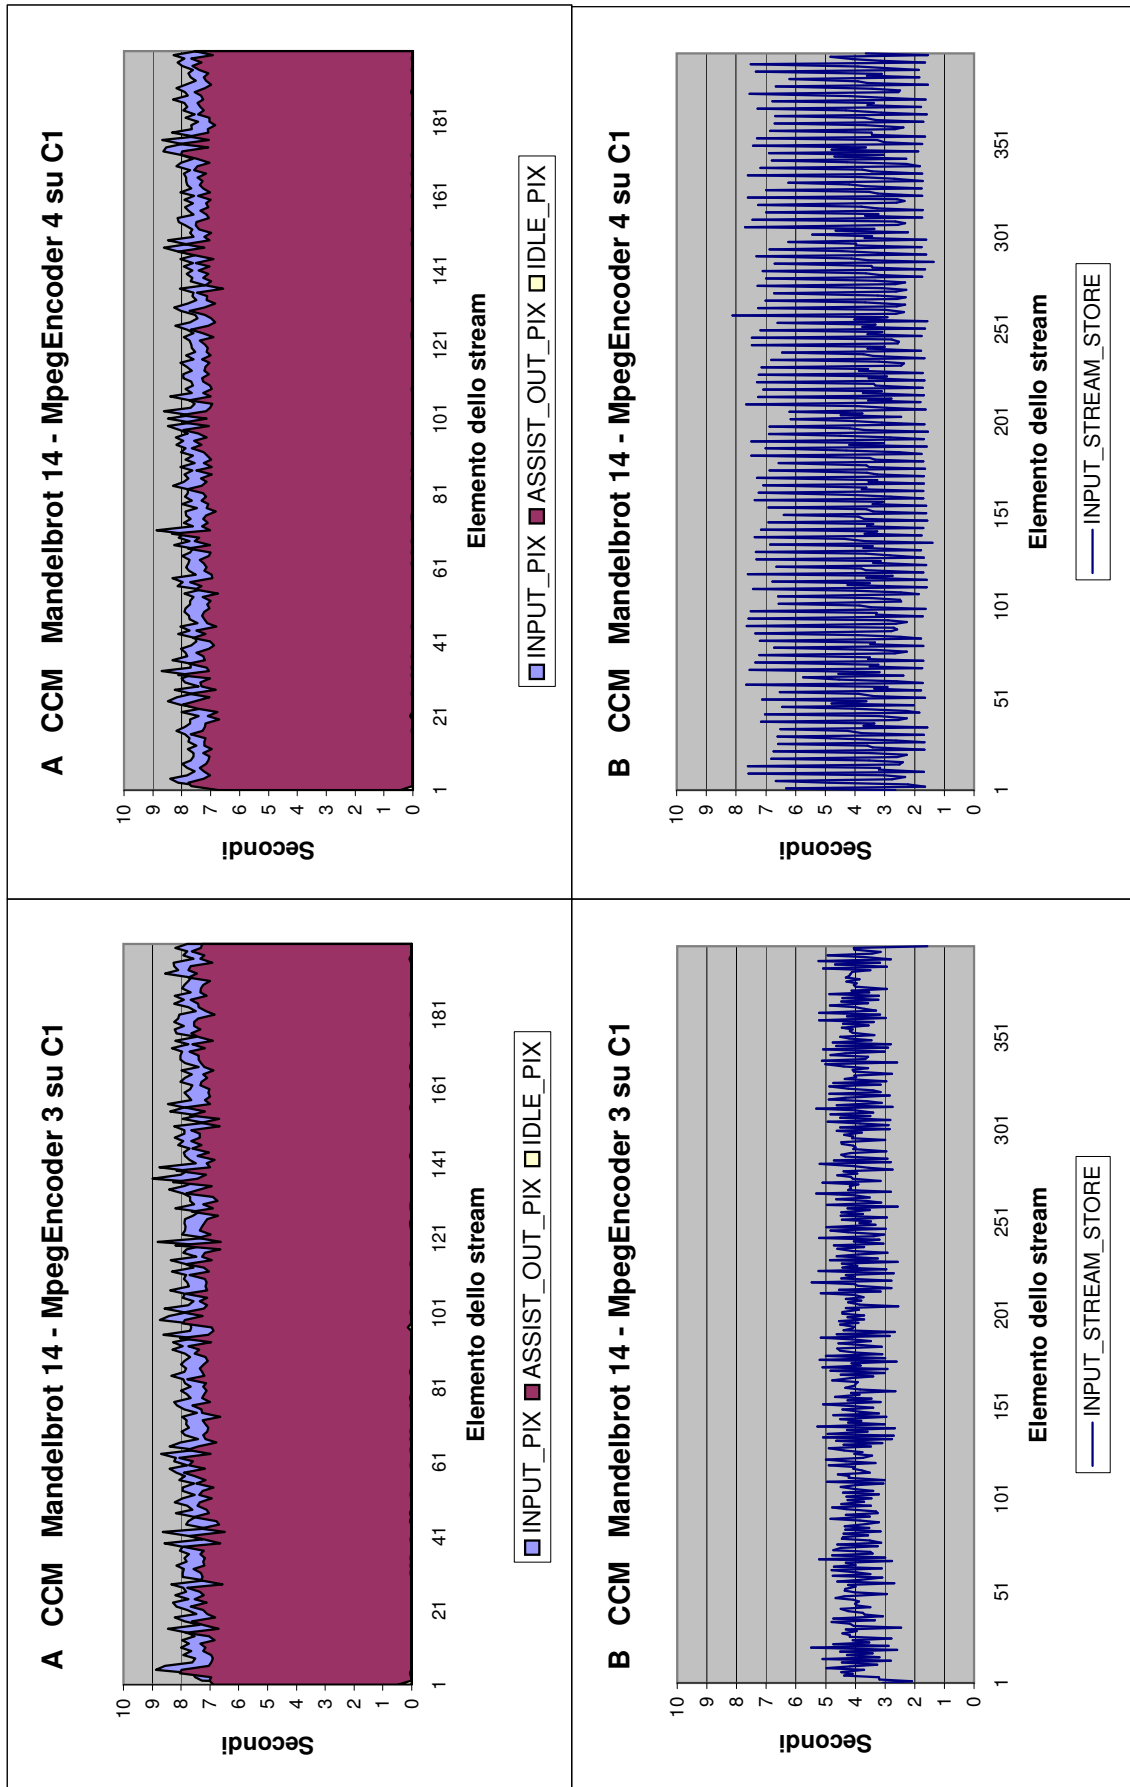 A   CCM   Mandelbrot 14 - MpegEncoder 3 su C1
Secondi
10
9
8
7
6
5
4
3
2
1
0
1 21 41 61 81 101 121 141 161 181
Elemento dello stream
INPUT_PIX ASSIST_OUT_PIX IDLE_PIX
A   CCM   Mandelbrot 14 - MpegEncoder 4 su C1
Secondi
10
9
8
7
6
5
4
3
2
1
0
1 21 41 61 81 101 121 141 161 181
Elemento dello stream
INPUT_PIX ASSIST_OUT_PIX IDLE_PIX
B   CCM   Mandelbrot 14 - MpegEncoder 3 su C1
Secondi
10
9
8
7
6
5
4
3
2
1
0
1 51 101 151 201 251 301 351
Elemento dello stream
INPUT_STREAM_STORE
B   CCM   Mandelbrot 14 - MpegEncoder 4 su C1
Secondi
10
9
8
7
6
5
4
3
2
1
0
1 51 101 151 201 251 301 351
Elemento dello stream
INPUT_STREAM_STORE